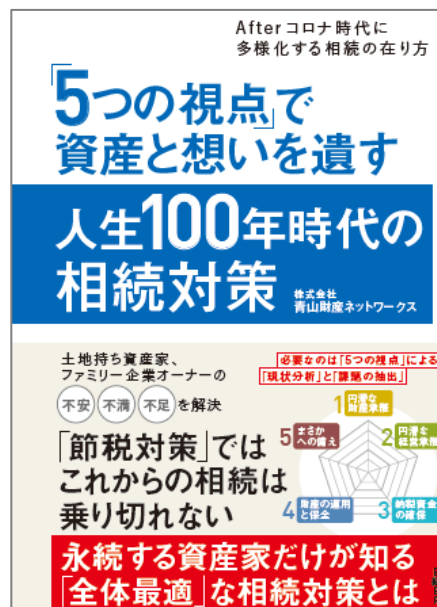 Afterコロナ時代に
多様化する相続の在り方
「5つの視点」で
資産と想いを遺す
人生100年時代の
相続対策
株式会社
青山財産ネットワークス
土地持ち資産家、
ファミリー企業オーナーの
不安 不満 不足 を解決
「節税対策」では
これからの相続は
乗り切れない
必要なのは「5つの視点」による
「現状分析」と「課題の抽出」
1 円滑な
財産承継
2 円滑な
経営承継
3 納税資金
の確保
4 財産の運用
と保全
5 まさか
への備え
永続する資産家だけが知る
「全体最適」な相続対策とは